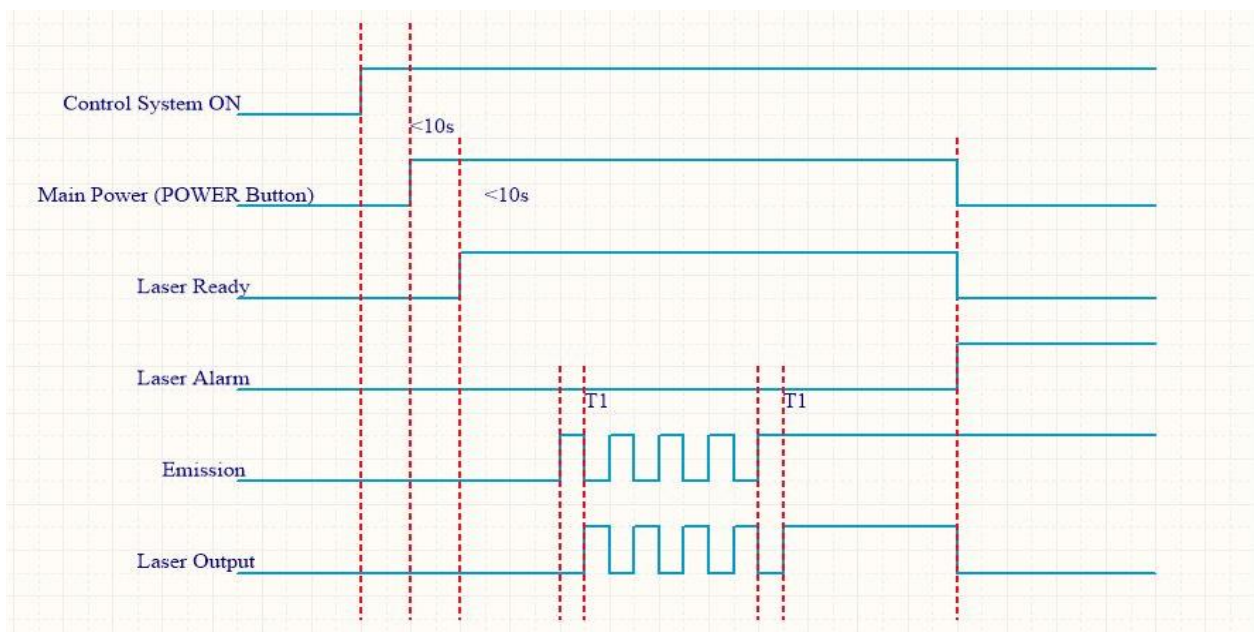 Control System ON
<10s
Main Power (POWER Button)
<10s
Laser Ready
Laser Alarm
T1
T1
Emission
Laser Output